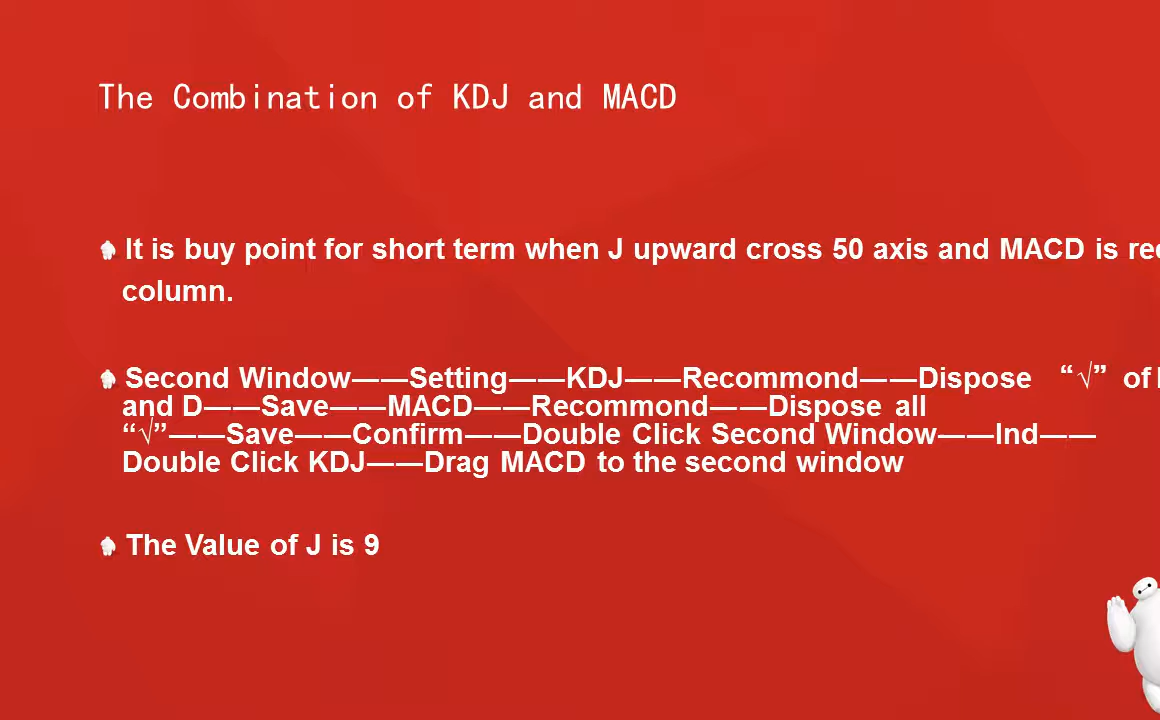 The Combination of KDJ and MACD
It is buy point for short term when J upward cross 50 axis and MACD is
column.
Second Window——Setting——KDJ——Recommond——Dispose “√” of
and D——Save——MACD——Recommond——Dispose all
“√”——Save——Confirm——Double Click Second Window——Ind——
Double Click KDJ——Drag MACD to the second window
The Value of J is 9